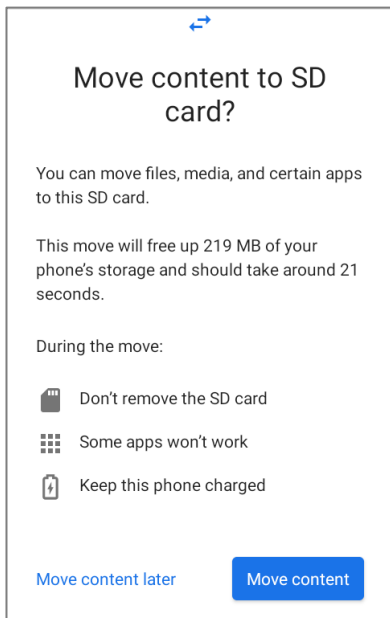 Move content to SD
card?
You can move files, media, and certain apps
to this SD card.
This move will free up 219 MB of your
phone’s storage and should take around 21
seconds.
During the move:
Don’t remove the SD card
Some apps won’t work
Keep this phone charged
Move content later
Move content